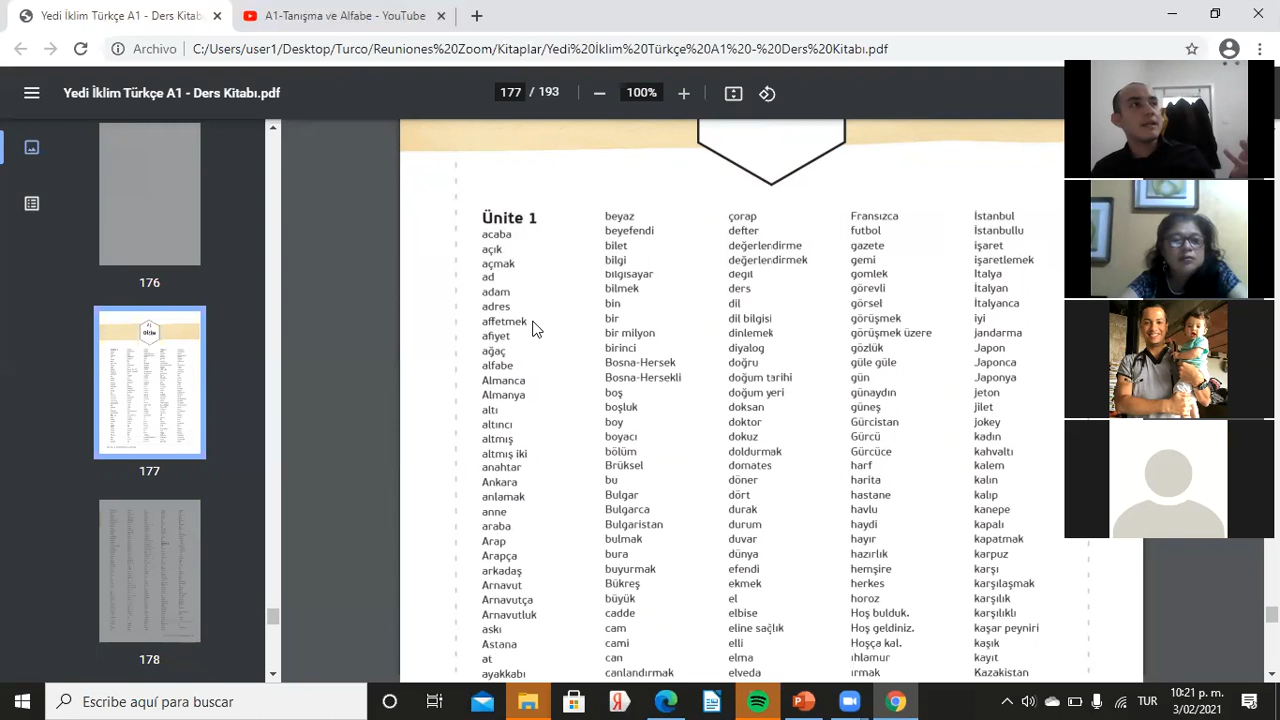 Yedi İklim Türkçe A1 - Ders Kitab
A1-Tanışma ve Alfabe - YouTube
Archivo
C:/Users/user1/Desktop/Turco/Reuniones%20Zoom/Kitaplar/Yedi%20İklim%20Türkçe%20A1%20-%20Ders%20Kitabı.pdf
Yedi İklim Türkçe A1 - Ders Kitabı.pdf
177 / 193
100%
176
177
178
Ünite 1
acaba
açık
açmak
ad
adam
adres
affetmek
afiyet
ağaç
alfabe
Almanca
Almanya
altı
altıncı
altmış
altmış iki
anahtar
Ankara
anlamak
anne
araba
Arap
Arapça
arkadaş
Arnavut
Arnavutça
Arnavutluk
askı
Astana
at
ayakkabı
beyaz
beyefendi
bilet
bilgi
bilgisayar
bilmek
bin
bir
bir milyon
birinci
Bosna-Hersek
Bosna-Hersekli
boş
boşluk
boy
boyacı
bölüm
Brüksel
bu
Bulgar
Bulgarca
Bulgaristan
bulmak
bura
buyurmak
Bükreş
büyük
cadde
cam
cami
can
canlandırmak
çorap
defter
değerlendirme
değerlendirmek
değil
ders
dil
dil bilgisi
dinlemek
diyalog
doğru
doğum tarihi
doğum yeri
doksan
doktor
dokuz
doldurmak
domates
döner
dört
durak
durum
duvar
dünya
efendi
ekmek
el
elbise
eline sağlık
elli
elma
elveda
Fransızca
futbol
gazete
gemi
gömlek
görevli
görsel
görüşmek
görüşmek üzere
gözlük
güle güle
gün
günaydın
güneş
Gürcistan
Gürcü
Gürcüce
harf
harita
hastane
havlu
haydi
hayır
hazırlık
hemşire
herkes
horoz
Hoş bulduk.
Hoş geldiniz.
Hoşça kal.
ıhlamur
ırmak
İstanbul
İstanbullu
işaret
işaretlemek
İtalya
İtalyan
İtalyanca
iyi
jandarma
Japon
Japonca
Japonya
jeton
jilet
jokey
kadın
kahvaltı
kalem
kalın
kalıp
kanepe
kapalı
kapatmak
karpuz
karşı
karşılaşmak
karşılık
karşılıklı
kaşar peyniri
kaşık
kayıt
Kazakistan
Escribe aquí para buscar
TUR
10:21 p. m.
3/02/2021